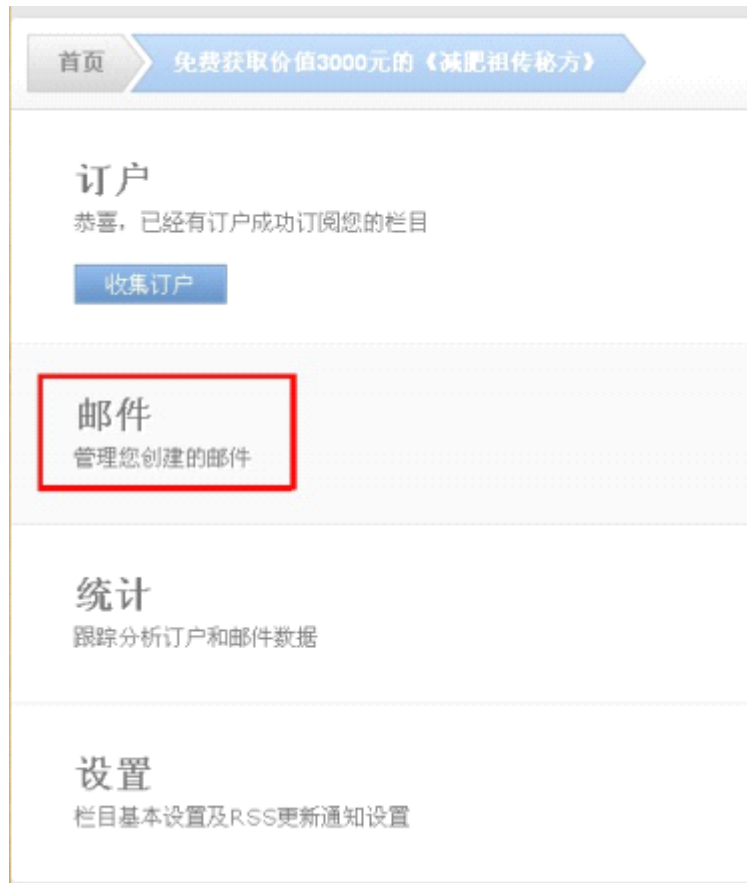 首页
免费获取价值3000元的《减肥祖传秘方》
订户
恭喜，已经有订户成功订阅您的栏目
收集订户
邮件
管理您创建的邮件
统计
跟踪分析订户和邮件数据
设置
栏目基本设置及RSS更新通知设置